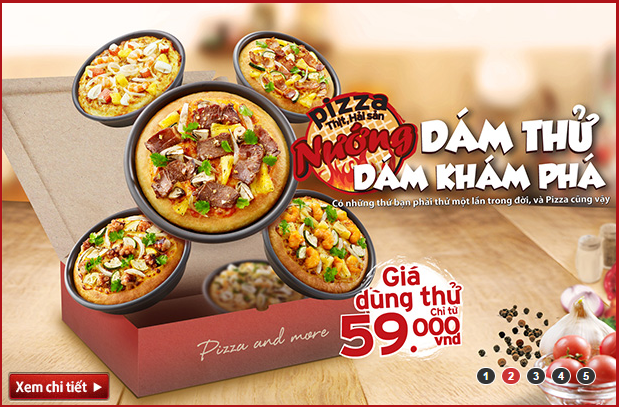 pizza
Thịt, Hải sản
Nướng
DÁM THỬ
DÁM KHÁM PHÁ
Có những thứ bạn phải thử một lần trong đời, và Pizza cũng vậy
Giá
dùng thử
Chỉ từ
59.000
vnđ
Pizza and more
Xem chi tiết
1 2 3 4 5